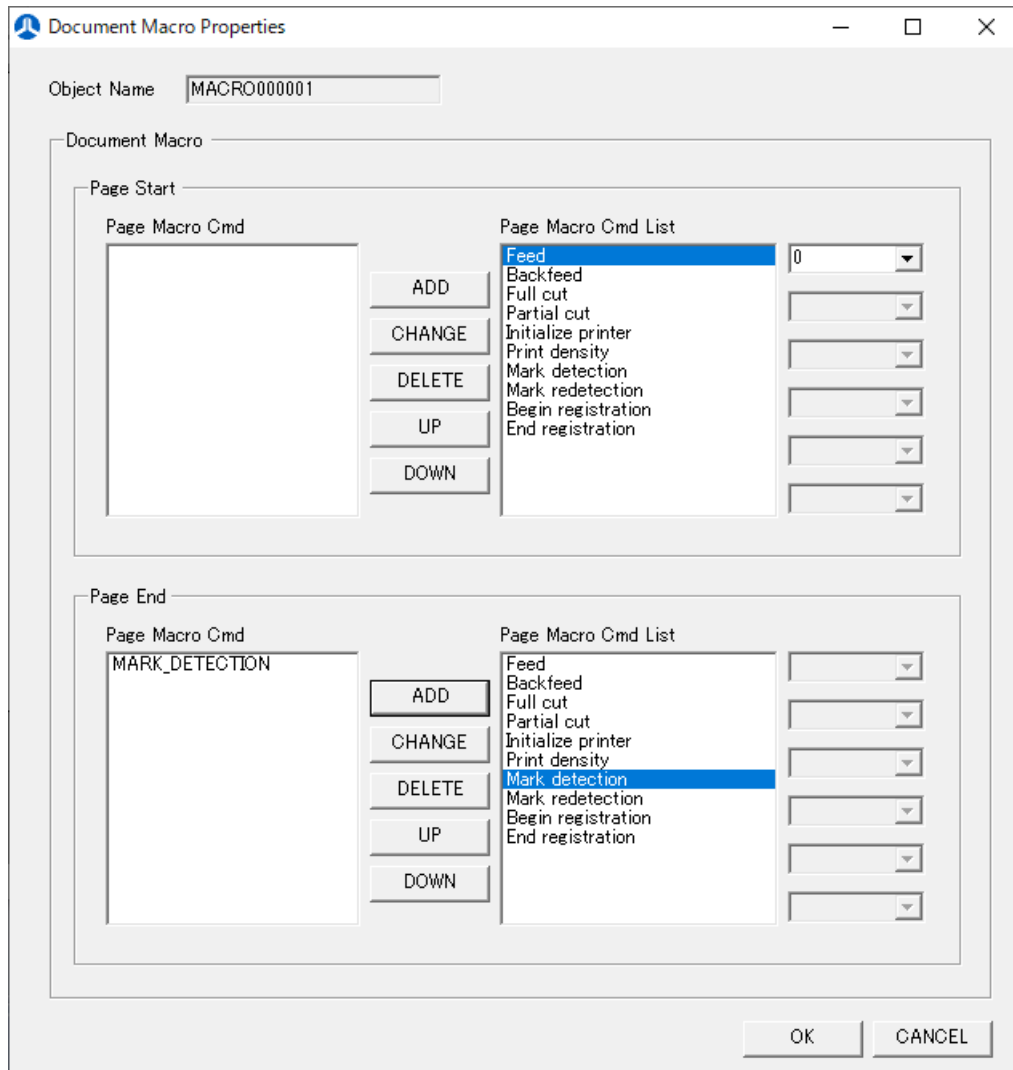 Document Macro Properties
Object Name MACRO000001
Document Macro
Page Start
Page Macro Cmd
Page Macro Cmd List
ADD
CHANGE
DELETE
UP
DOWN
Feed
Backfeed
Full cut
Partial cut
Initialize printer
Print density
Mark detection
Mark redetection
Begin registration
End registration
0
Page End
Page Macro Cmd
Page Macro Cmd List
MARK_DETECTION
ADD
CHANGE
DELETE
UP
DOWN
Feed
Backfeed
Full cut
Partial cut
Initialize printer
Print density
Mark detection
Mark redetection
Begin registration
End registration
OK
CANCEL